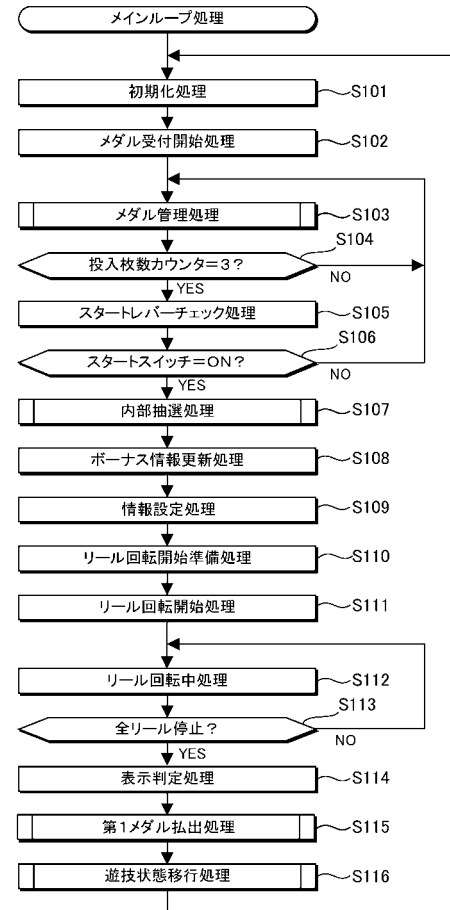 メインループ処理
初期化処理
S101
メダル受付開始処理
S102
メダル管理処理
S103
S104
投入枚数カウンタ=3?
NO
YES
スタートレバーチェック処理
S105
S106
スタートスイッチ=ON?
NO
YES
内部抽選処理
S107
ボーナス情報更新処理
S108
情報設定処理
S109
リール回転開始準備処理
S110
リール回転開始処理
S111
リール回転中処理
S112
S113
全リール停止?
NO
YES
表示判定処理
S114
第1メダル払出処理
S115
遊技状態移行処理
S116